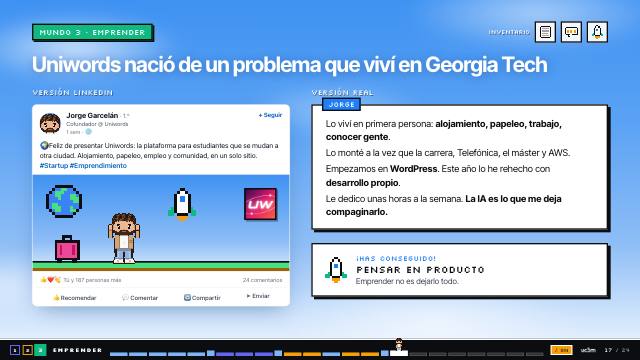 MUNDO 3 · EMPRENDER
INVENTARIO
Uniwords nació de un problema que viví en Georgia Tech
VERSIÓN LINKEDIN
Jorge Garcelán · 1º
Cofundador @ Uniwords
1 sem ·
+ Seguir
Feliz de presentar Uniwords: la plataforma para estudiantes que se mudan a
otra ciudad. Alojamiento, papeleo, empleo y comunidad, en un solo sitio.
#Startup #Emprendimiento
UW
Tú y 187 personas más
24 comentarios
Recomendar
Comentar
Compartir
Enviar
VERSIÓN REAL
JORGE
Lo viví en primera persona: alojamiento, papeleo, trabajo,
conocer gente.
Lo monté a la vez que la carrera, Telefónica, el máster y AWS.
Empezamos en WordPress. Este año lo he rehecho con
desarrollo propio.
Le dedico unas horas a la semana. La IA es lo que me deja
compaginarlo.
¡HAS CONSEGUIDO!
PENSAR EN PRODUCTO
Emprender no es dejarlo todo.
1 2 3 EMPRENDER
uc3m
17 / 29